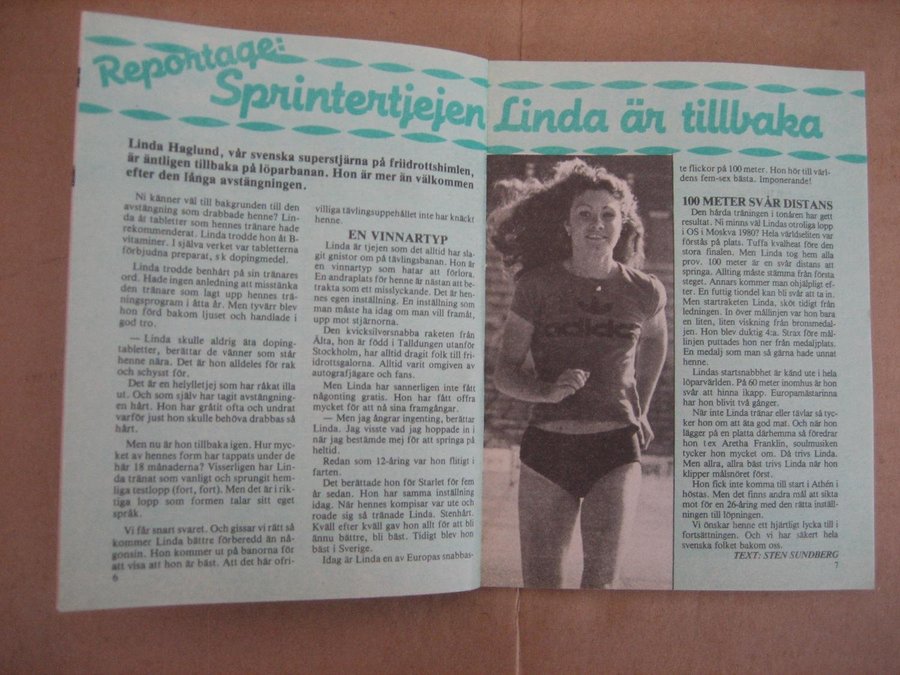 Reportage:
Sprintertjejen Linda är tillbaka
Linda Haglund, vår svenska superstjärna på friidrottshimlen,
är äntligen tillbaka på löparbanan. Hon är mer än välkommen
efter den långa avstängningen.
Ni känner väl till bakgrunden till den
avstängning som drabbade henne? Lin-
da åt tabletter som hennes tränare hade
rekommenderat. Linda trodde hon åt B-
vitaminer. I själva verket var tabletterna
förbjudna preparat, s k dopingmedel.
Linda trodde benhårt på sin tränares
ord. Hade ingen anledning att misstänka
den tränare som lagt upp hennes trä-
ningsprogram i åtta år. Men tyvärr blev
hon förd bakom ljuset och handlade i
god tro.
— Linda skulle aldrig äta doping-
tabletter, berättar de vänner som står
henne nära. Det är hon alldeles för rak
och schysst för.
Det är en helylletjej som har råkat illa
ut. Och som själv har tagit avstängning-
en hårt. Hon har gråtit ofta och undrat
varför just hon skulle behöva drabbas så
hårt.
Men nu är hon tillbaka igen. Hur myc-
ket av hennes form har tappats under de
här 18 månaderna? Visserligen har Lin-
da tränat som vanligt och sprungit hem-
liga testlopp (fort, fort). Men det är i rik-
tiga lopp som formen talar sitt eget
språk.
Vi får snart svaret. Och gissar vi rätt så
kommer Linda bättre förberedd än nå-
gonsin. Hon kommer ut på banorna för
att visa att hon är bäst. Att det här ofri-
6
villiga tävlingsuppehållet inte har knäckt
henne.
EN VINNARTYP
Linda är tjejen som det alltid har sla-
git gnistor om på tävlingsbanan. Hon är
en vinnartyp som hatar att förlora.
En andraplats för henne är nästan att be-
trakta som ett misslyckande. Det är hen-
nes egen inställning. En inställning som
man måste ha idag om man vill framåt,
upp mot stjärnorna.
Den kvicksilversnabba raketen från
Älta, hon är född i Talldungen utanför
Stockholm, har alltid dragit folk till fri-
idrottsgalorna. Alltid varit omgiven av
autografjägare och fans.
Men Linda har sannerligen inte fått
någonting gratis. Hon har fått offra
mycket för att nå sina framgångar.
— Men jag ångrar ingenting, berättar
Linda. Jag visste vad jag hoppade in i
när jag bestämde mej för att springa på
heltid.
Redan som 12-åring var hon flitigt i
farten.
Det berättade hon för Starlet för fem
år sedan. Hon har samma inställning
idag. När hennes kompisar var ute och
roade sig så tränade Linda. Stenhårt.
Kväll efter kväll gav hon allt för att bli
ännu bättre, bli bäst. Tidigt blev hon
bäst i Sverige.
Idag är Linda en av Europas snabbas-
adidas
te flickor på 100 meter. Hon hör till värl-
dens fem-sex bästa. Imponerande!
100 METER SVÅR DISTANS
Den hårda träningen i tonåren har gett
resultat. Ni minns väl Lindas otroliga lopp
i OS i Moskva 1980? Hela världseliten var
förstås på plats. Tuffa kvalheat före den
stora finalen. Men Linda tog hem alla
prov. 100 meter är en svår distans att
springa. Allting måste stämma från första
steget. Annars kommer man ohjälpligt ef-
ter. En futtig tiondel kan bli svår att ta in.
Men startraketen Linda, sköt tidigt från
ledningen. In över mållinjen var hon bara
en liten, liten viskning från bronsmedal-
jen. Hon blev duktig 4:a. Strax före mål-
linjen puttades hon ner från medaljplats.
En medalj som man så gärna hade unnat
henne.
Lindas startsnabbhet är känd ute i hela
löparvärlden. På 60 meter inomhus är hon
svår att hinna ikapp. Europamästarinna
har hon blivit två gånger.
När inte Linda tränar eller tävlar så tyc-
ker hon om att äta god mat. Och när hon
lägger på en platta därhemma så föredrar
hon t ex Aretha Franklin, soulmusiken
tycker hon mycket om. Då trivs Linda.
Men allra, allra bäst trivs Linda när hon
klipper målsnöret först.
Hon fick inte komma till start i Athén i
höstas. Men det finns andra mål att sikta
mot för en 26-åring med den rätta inställ-
ningen till löpningen.
Vi önskar henne ett hjärtligt lycka till i
fortsättningen. Och vi har säkert hela
svenska folket bakom oss.
TEXT: STEN SUNDBERG
7